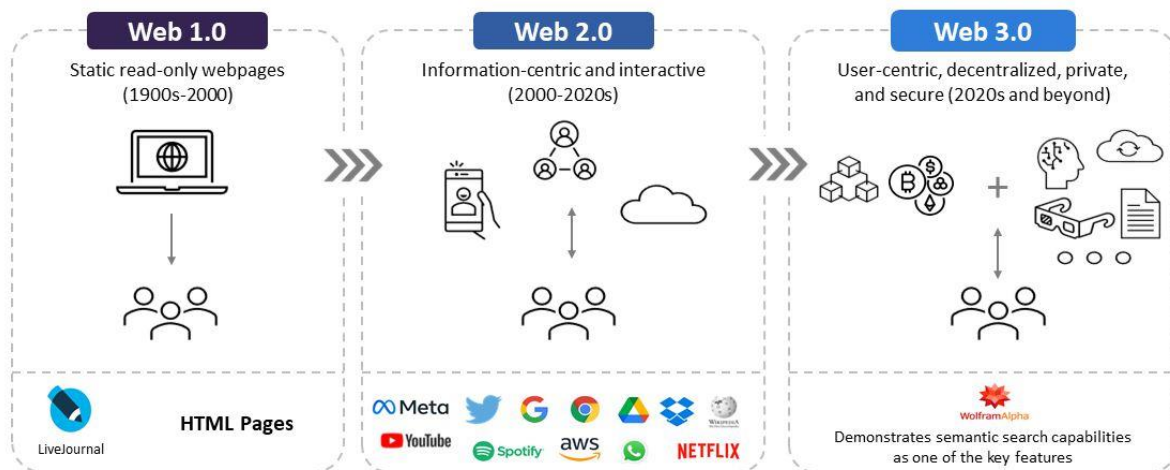 Web 1.0
Static read-only webpages
(1900s-2000)
LiveJournal
HTML Pages
Web 2.0
Information-centric and interactive
(2000-2020s)
Meta
WIKIPEDIA
YouTube
Spotify
aws
NETFLIX
Web 3.0
User-centric, decentralized, private,
and secure (2020s and beyond)
WolframAlpha
Demonstrates semantic search capabilities
as one of the key features